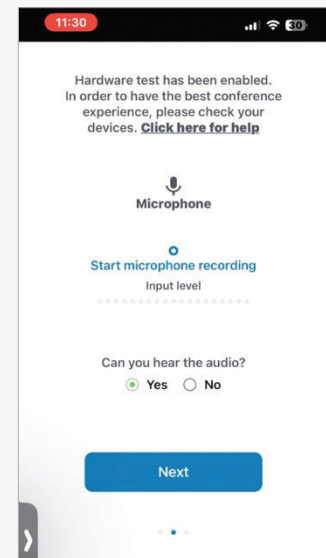 11:30
30
Hardware test has been enabled.
In order to have the best conference
experience, please check your
devices. Click here for help
Microphone
Start microphone recording
Input level
Can you hear the audio?
Yes No
Next